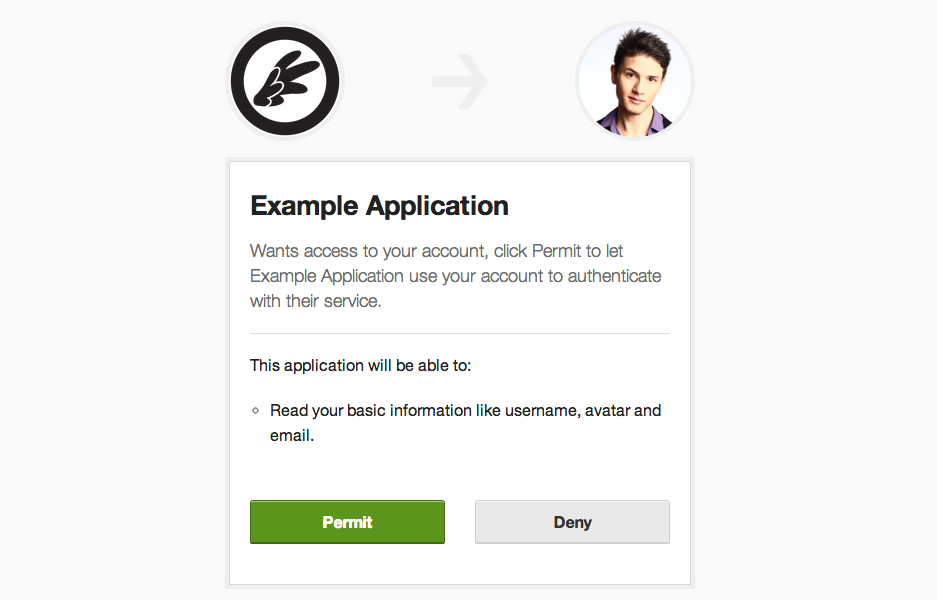 Example Application
Wants access to your account, click Permit to let
Example Application use your account to authenticate
with their service.
This application will be able to:
Read your basic information like username, avatar and
email.
Permit
Deny